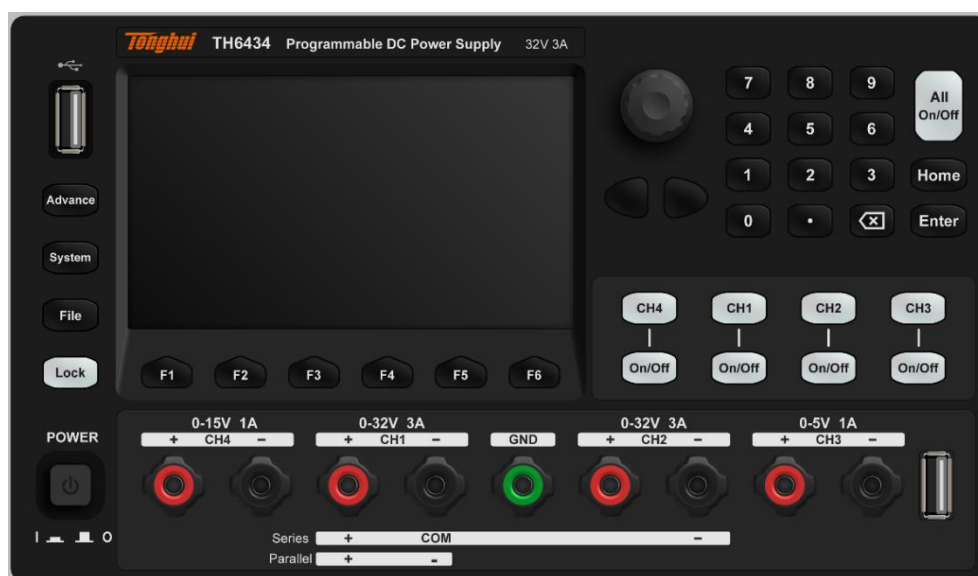 Tonghui TH6434 Programmable DC Power Supply 32V 3A
7 8 9 All On/Off
4 5 6
1 2 3 Home
0 . Enter
Advance
System
File
Lock
CH4 CH1 CH2 CH3
On/Off On/Off On/Off On/Off
F1 F2 F3 F4 F5 F6
POWER
0-15V 1A 0-32V 3A 0-32V 3A 0-5V 1A
+ CH4 − + CH1 − GND + CH2 − + CH3 −
I O
Series + COM −
Parallel + -